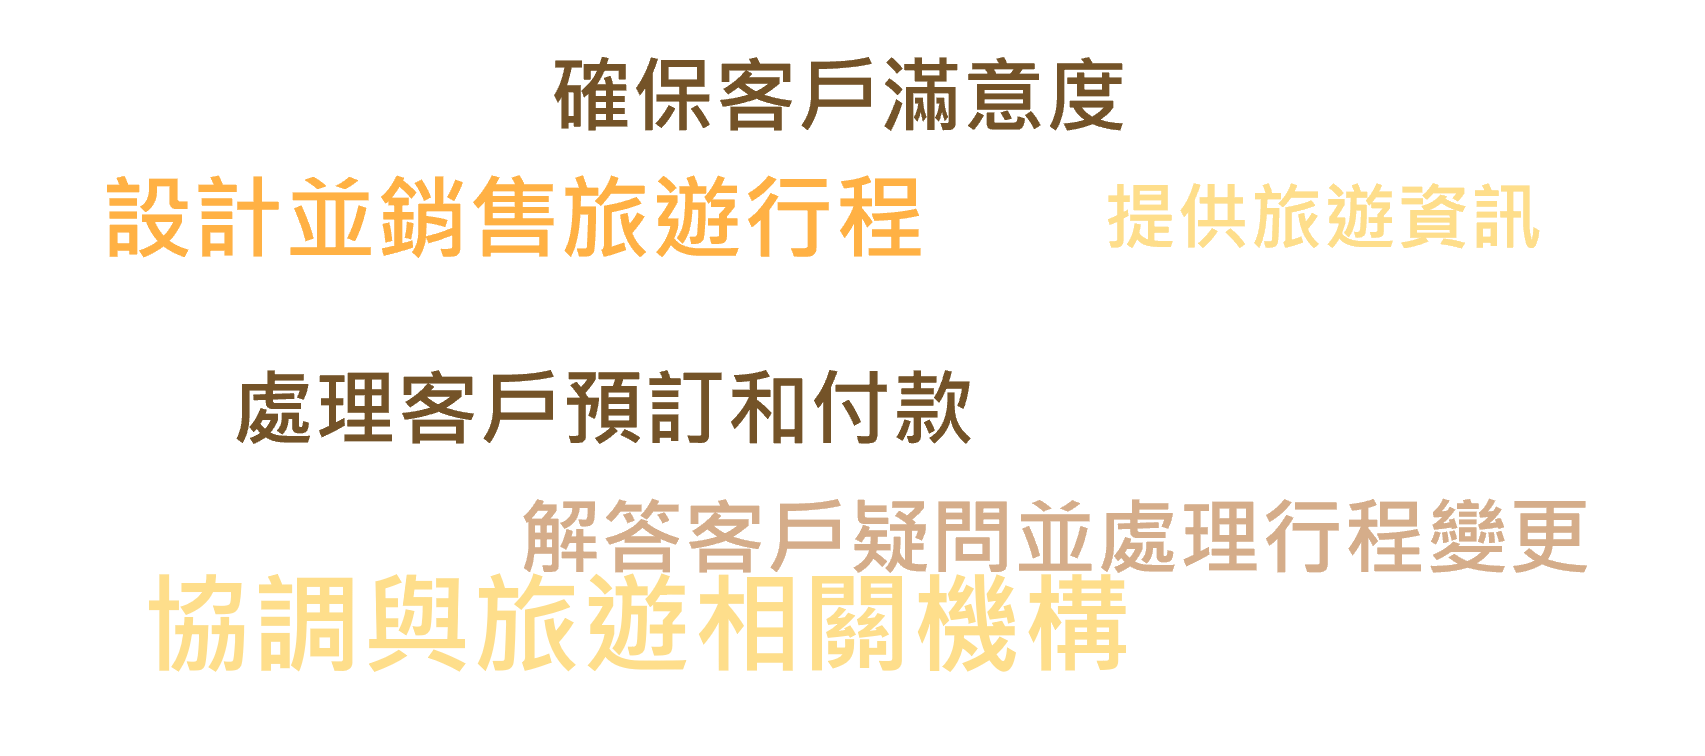 確保客戶滿意度
設計並銷售旅遊行程
提供旅遊資訊
處理客戶預訂和付款
解答客戶疑問並處理行程變更
協調與旅遊相關機構